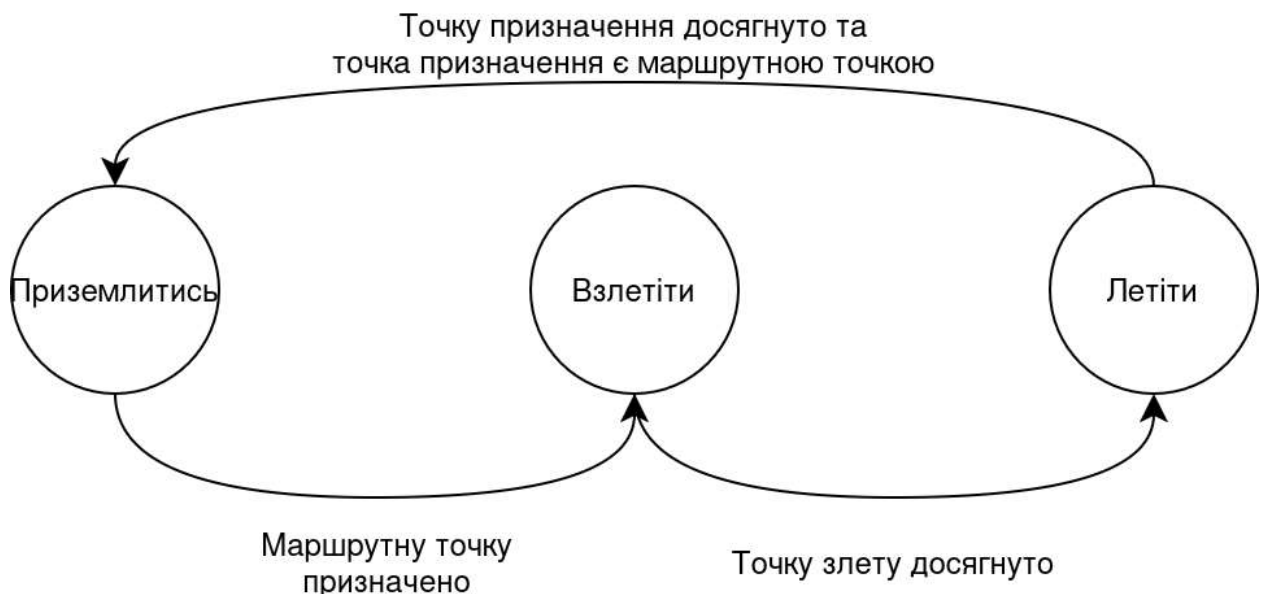 Точку призначення досягнуто та
точка призначення є маршрутною точкою
Приземлитись
Взлетіти
Летіти
Маршрутну точку
призначено
Точку злету досягнуто